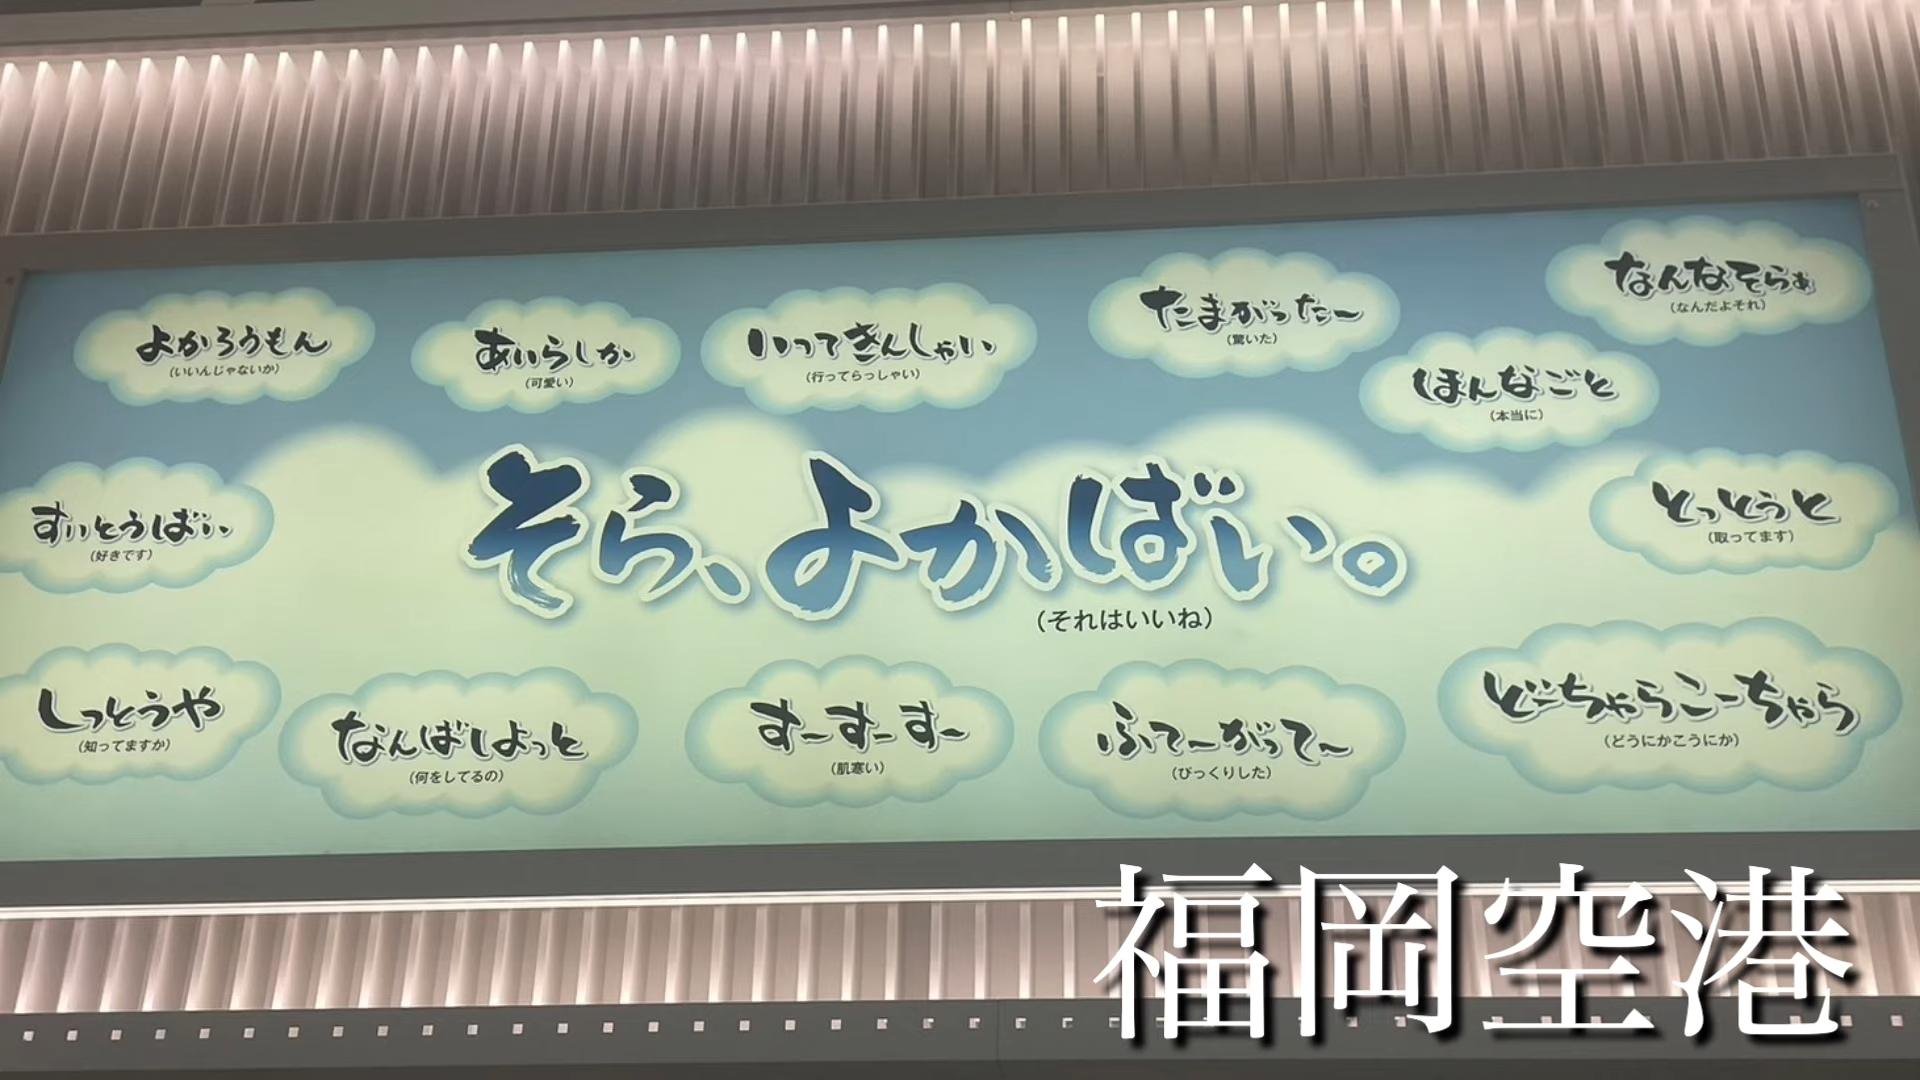 よかろうもん
(いいんじゃないか)
あいらしか
(可愛い)
いってきんしゃい
(行ってらっしゃい)
たまがったー
(驚いた)
なんなそらぁ
(なんだよそれ)
ほんなごと
(本当に)
すいとうばい
(好きです)
そら、よかばい。
(それはいいね)
とっとうと
(取ってます)
しっとうや
(知ってますか)
なんばしよっと
(何をしてるの)
すーすーすー
(肌寒い)
ふてーがってー
(びっくりした)
どーちゃらこーちゃら
(どうにかこうにか)
福岡空港